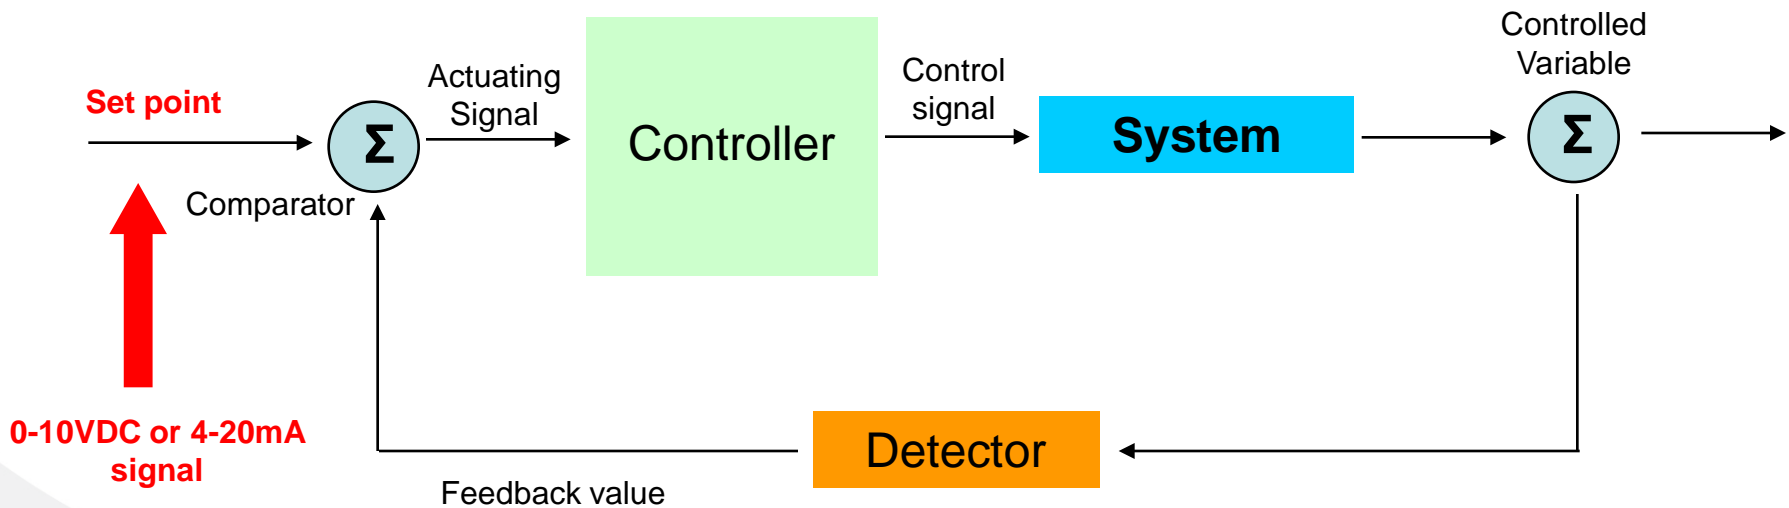 Set point
Σ
Comparator
Actuating
Signal
Controller
Control
signal
System
Controlled
Variable
Σ
0-10VDC or 4-20mA
signal
Detector
Feedback value